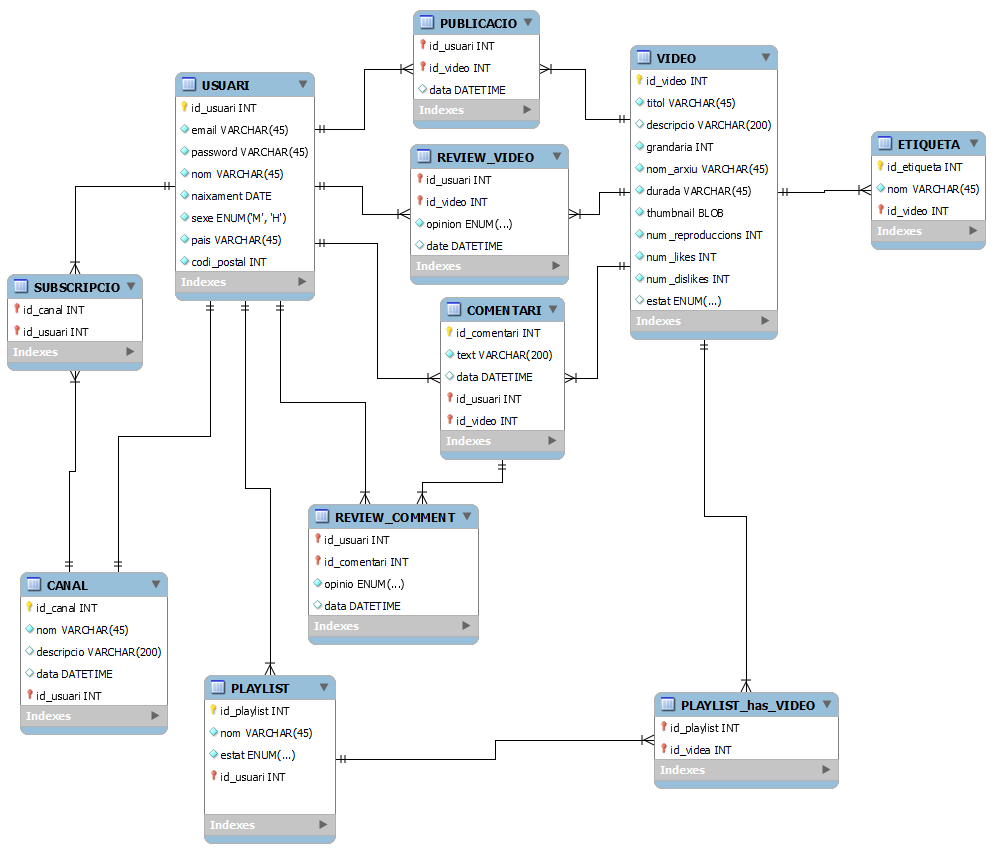 PUBLICACIO
id_usuari INT
id_video INT
data DATETIME
Indexes
USUARI
id_usuari INT
email VARCHAR(45)
password VARCHAR(45)
nom VARCHAR(45)
naixament DATE
sexe ENUM('M', 'H')
pais VARCHAR(45)
codi_postal INT
Indexes
REVIEW_VIDEO
id_usuari INT
id_video INT
opinion ENUM(...)
date DATETIME
Indexes
VIDEO
id_video INT
titol VARCHAR(45)
descripcio VARCHAR(200)
grandaria INT
nom_arxiu VARCHAR(45)
durada VARCHAR(45)
thumbnail BLOB
num_reproduccions INT
num_likes INT
num_dislikes INT
estat ENUM(...)
Indexes
ETIQUETA
id_etiqueta INT
nom VARCHAR(45)
id_video INT
Indexes
SUBSCRIPCIO
id_canal INT
id_usuari INT
Indexes
COMENTARI
id_comentari INT
text VARCHAR(200)
data DATETIME
id_usuari INT
id_video INT
Indexes
REVIEW_COMMENT
id_usuari INT
id_comentari INT
opinio ENUM(...)
data DATETIME
Indexes
CANAL
id_canal INT
nom VARCHAR(45)
descripcio VARCHAR(200)
data DATETIME
id_usuari INT
Indexes
PLAYLIST
id_playlist INT
nom VARCHAR(45)
estat ENUM(...)
id_usuari INT
Indexes
PLAYLIST_has_VIDEO
id_playlist INT
id_videa INT
Indexes